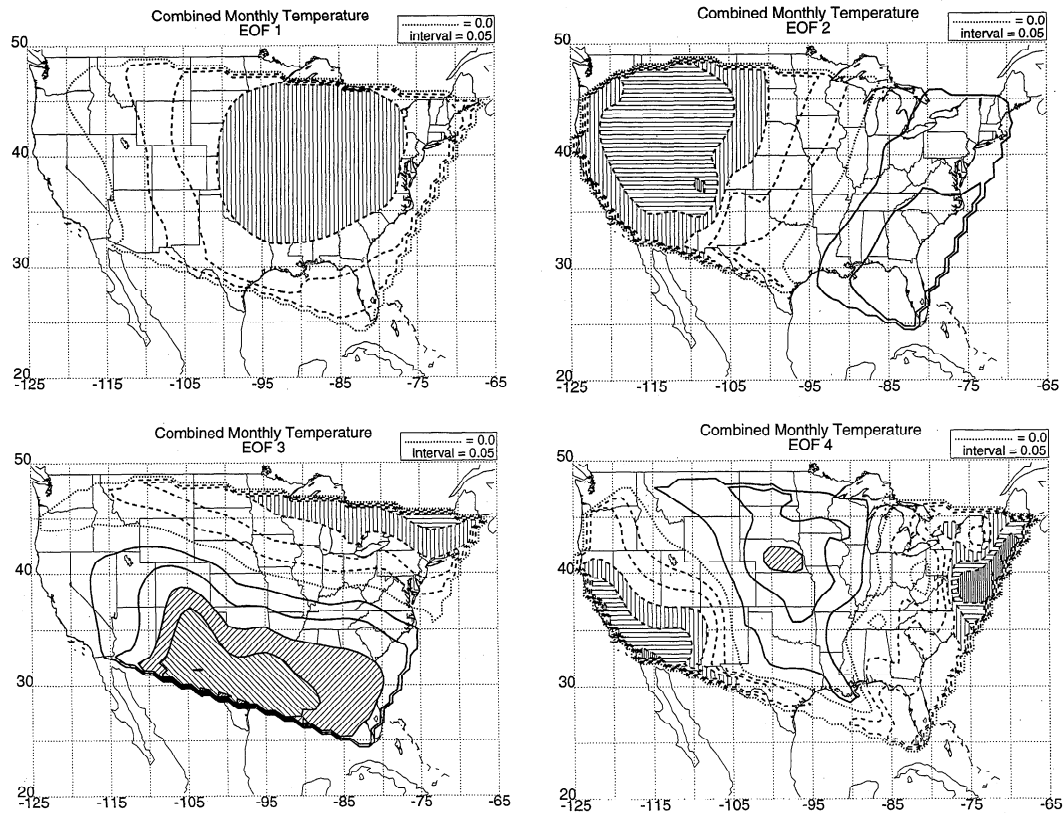 Combined Monthly Temperature
EOF 1
= 0.0
interval = 0.05
50
40
30
20
-125 -115 -105 -95 -85 -75 -65
Combined Monthly Temperature
EOF 2
= 0.0
interval = 0.05
50
40
30
20
-125 -115 -105 -95 -85 -75 -65
Combined Monthly Temperature
EOF 3
= 0.0
Interval = 0.05
50
40
30
20
-125 -115 -105 -95 -85 -75 -65
Combined Monthly Temperature
EOF 4
= 0.0
interval = 0.05
50
40
30
20
-125 -115 -105 -95 -85 -75 -65